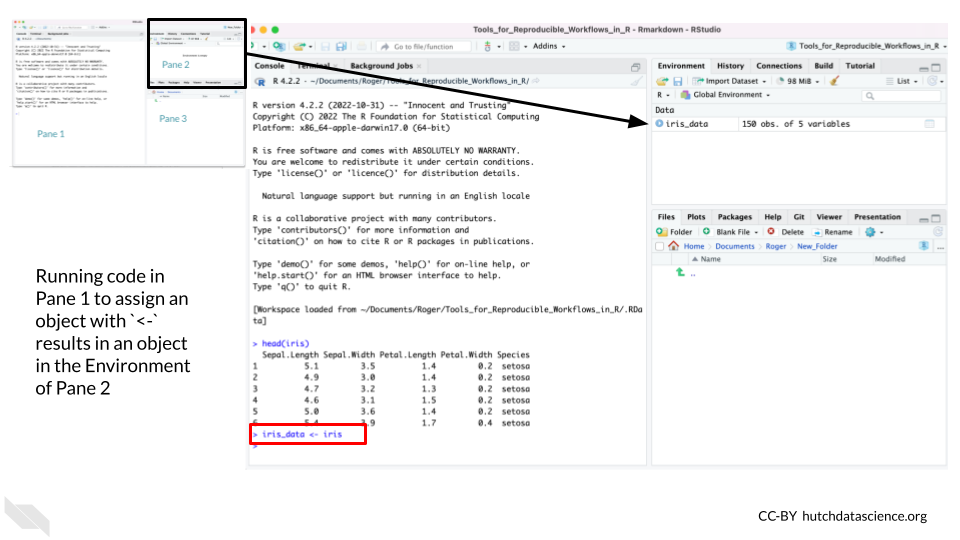 Pane 1
Pane 2
Pane 3
Running code in
Pane 1 to assign an
object with `<-`
results in an object
in the Environment
of Pane 2
Tools_for_Reproducible_Workflows_in_R - Rmarkdown - RStudio
Go to file/function
Addins
Tools_for_Reproducible_Workflows_in_R
Console Terminal Background Jobs
R 4.2.2 · ~/Documents/Roger/Tools_for_Reproducible_Workflows_in_R/
R version 4.2.2 (2022-10-31) -- "Innocent and Trusting"
Copyright (C) 2022 The R Foundation for Statistical Computing
Platform: x86_64-apple-darwin17.0 (64-bit)
R is free software and comes with ABSOLUTELY NO WARRANTY.
You are welcome to redistribute it under certain conditions.
Type 'license()' or 'licence()' for distribution details.
Natural language support but running in an English locale
R is a collaborative project with many contributors.
Type 'contributors()' for more information and
'citation()' on how to cite R or R packages in publications.
Type 'demo()' for some demos, 'help()' for on-line help, or
'help.start()' for an HTML browser interface to help.
Type 'q()' to quit R.
[Workspace loaded from ~/Documents/Roger/Tools_for_Reproducible_Workflows_in_R/.RDa
ta]
> head(iris)
Sepal.Length Sepal.Width Petal.Length Petal.Width Species
1 5.1 3.5 1.4 0.2 setosa
2 4.9 3.0 1.4 0.2 setosa
3 4.7 3.2 1.3 0.2 setosa
4 4.6 3.1 1.5 0.2 setosa
5 5.0 3.6 1.4 0.2 setosa
6 5.4 3.9 1.7 0.4 setosa
> iris_data <- iris
>
Environment History Connections Build Tutorial
Import Dataset 98 MiB List
R Global Environment
Data
iris_data 150 obs. of 5 variables
Files Plots Packages Help Git Viewer Presentation
Folder Blank File Delete Rename
Home Documents Roger New_Folder
Name Size Modified
..
CC-BY hutchdatascience.org